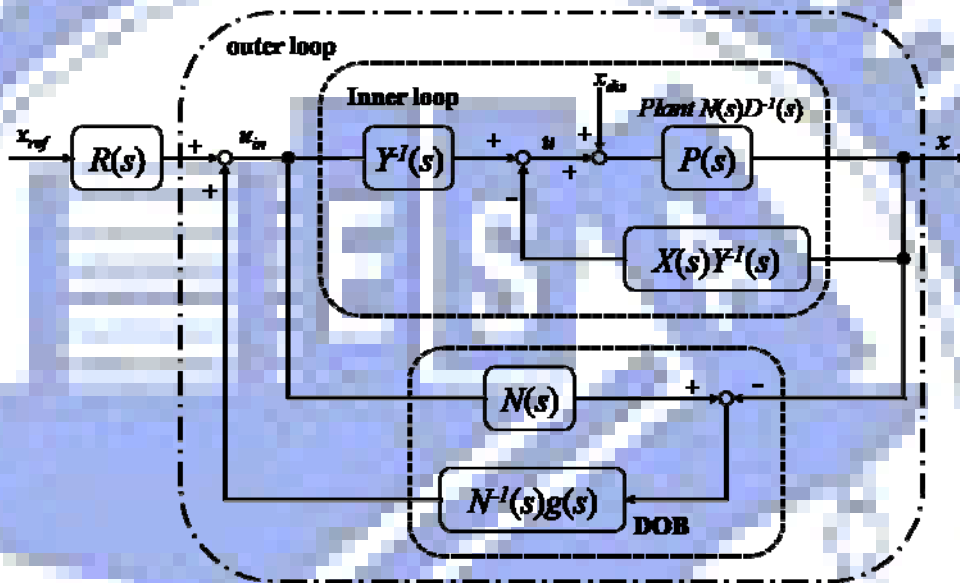 outer loop
Inner loop
x_dis
Plant N(s)D⁻¹(s)
x_ref
R(s)
+
u_in
+
Y⁻¹(s)
+
u
+
+
P(s)
x
−
X(s)Y⁻¹(s)
N(s)
+
−
N⁻¹(s)g(s)
DOB